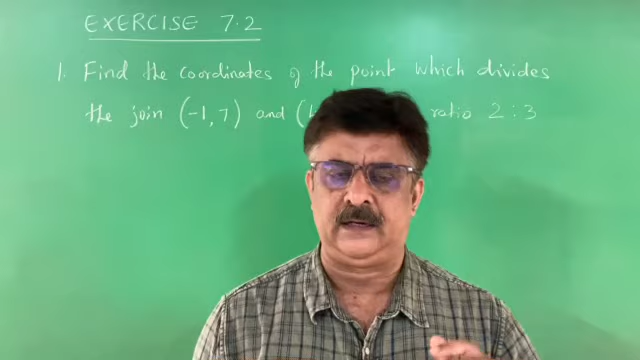 EXERCISE 7.2
1. Find the coordinates of the point which divides
the join (-1, 7) and ( ratio 2 : 3